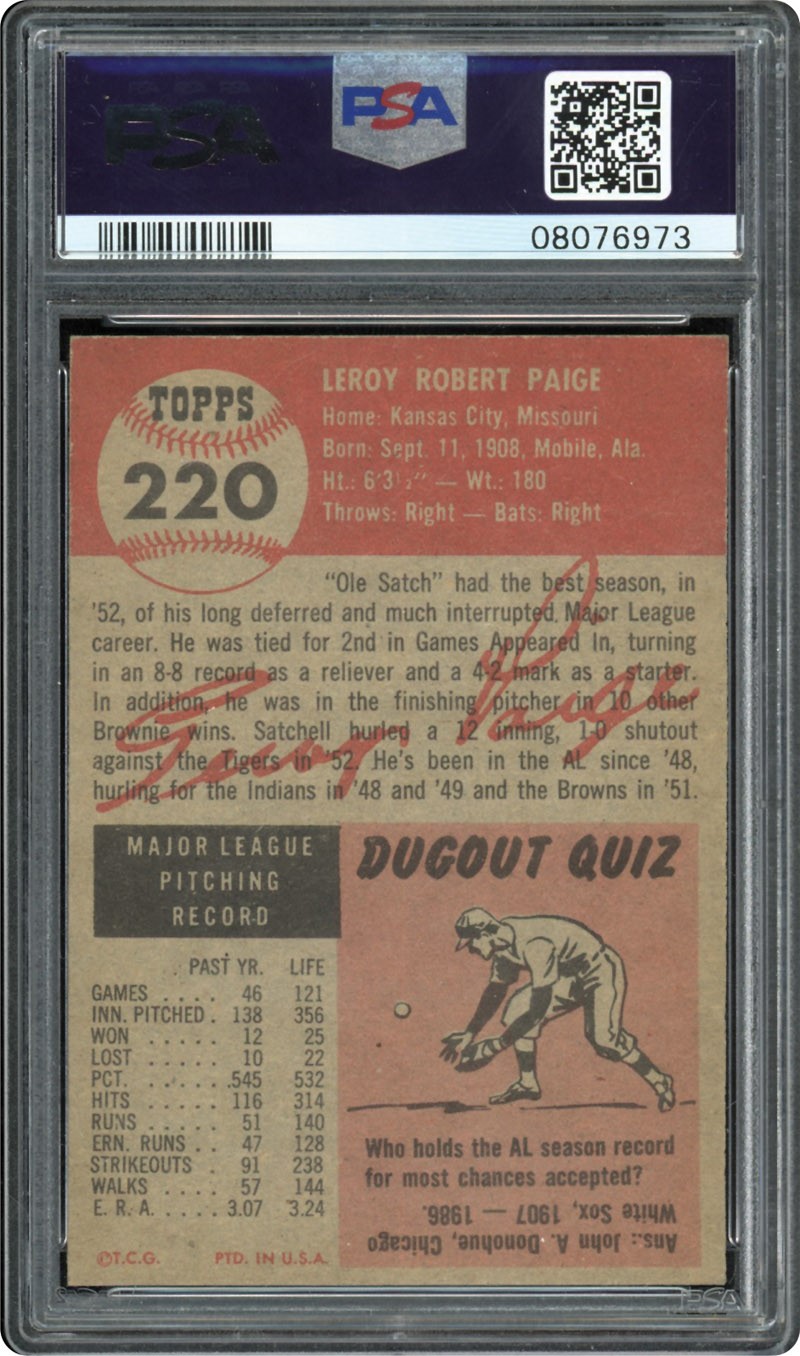 PSA
PSA
08076973
TOPPS
220
LEROY ROBERT PAIGE
Home: Kansas City, Missouri
Born: Sept. 11, 1908, Mobile, Ala.
Ht.: 6'3½" — Wt.: 180
Throws: Right — Bats: Right
"Ole Satch" had the best season, in
'52, of his long deferred and much interrupted Major League
career. He was tied for 2nd in Games Appeared In, turning
in an 8-8 record as a reliever and a 4-2 mark as a starter.
In addition, he was in the finishing pitcher in 10 other
Brownie wins. Satchell hurled a 12 inning, 1-0 shutout
against the Tigers in '52. He's been in the AL since '48,
hurling for the Indians in '48 and '49 and the Browns in '51.
Paige
MAJOR LEAGUE
PITCHING
RECORD
PAST YR. LIFE
GAMES . . . . 46 121
INN. PITCHED . 138 356
WON . . . . . 12 25
LOST . . . . . 10 22
PCT. . . . . . .545 532
HITS . . . . . 116 314
RUNS . . . . . 51 140
ERN. RUNS . . 47 128
STRIKEOUTS . 91 238
WALKS . . . . 57 144
E. R. A. . . . . 3.07 3.24
©T.C.G. PTD. IN U.S.A.
DUGOUT QUIZ
Who holds the AL season record
for most chances accepted?
Ans.: John A. Donohue, Chicago
White Sox, 1907 — 1986.
PSA